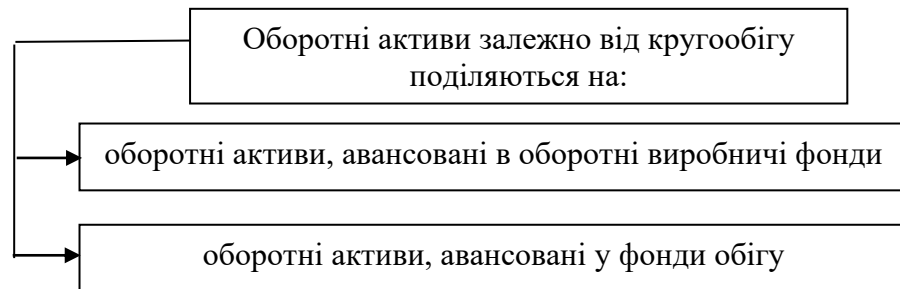 Оборотні активи залежно від кругообігу
поділяються на:
оборотні активи, авансовані в оборотні виробничі фонди
оборотні активи, авансовані у фонди обігу